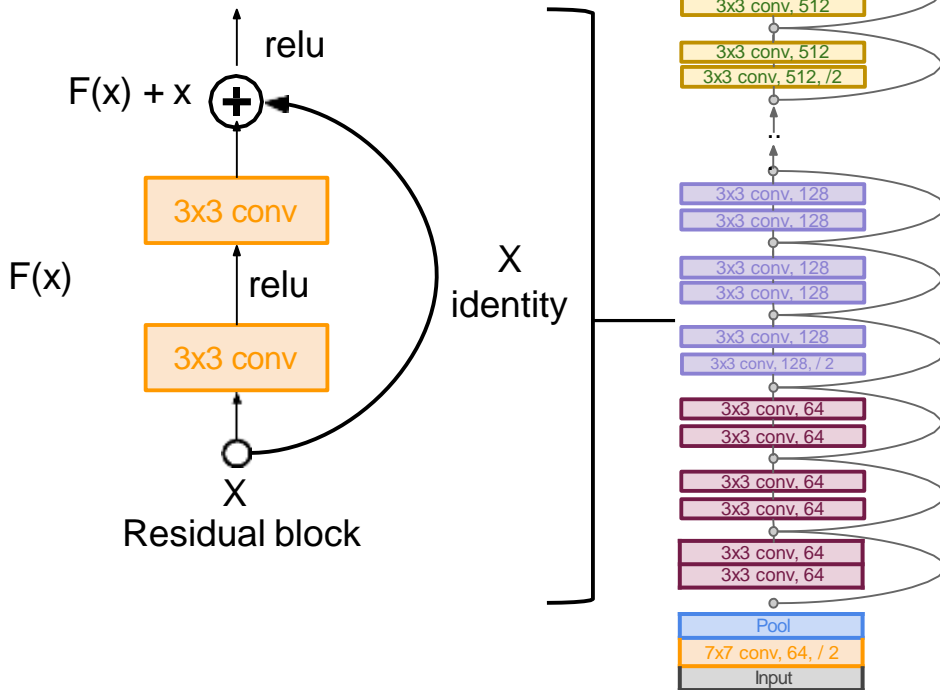 relu
F(x) + x
3x3 conv
F(x)
relu
3x3 conv
X
Residual block
X
identity
3x3 conv, 512
3x3 conv, 512
3x3 conv, 512, /2
..
3x3 conv, 128
3x3 conv, 128
3x3 conv, 128
3x3 conv, 128
3x3 conv, 128
3x3 conv, 128, / 2
3x3 conv, 64
3x3 conv, 64
3x3 conv, 64
3x3 conv, 64
3x3 conv, 64
3x3 conv, 64
Pool
7x7 conv, 64, / 2
Input